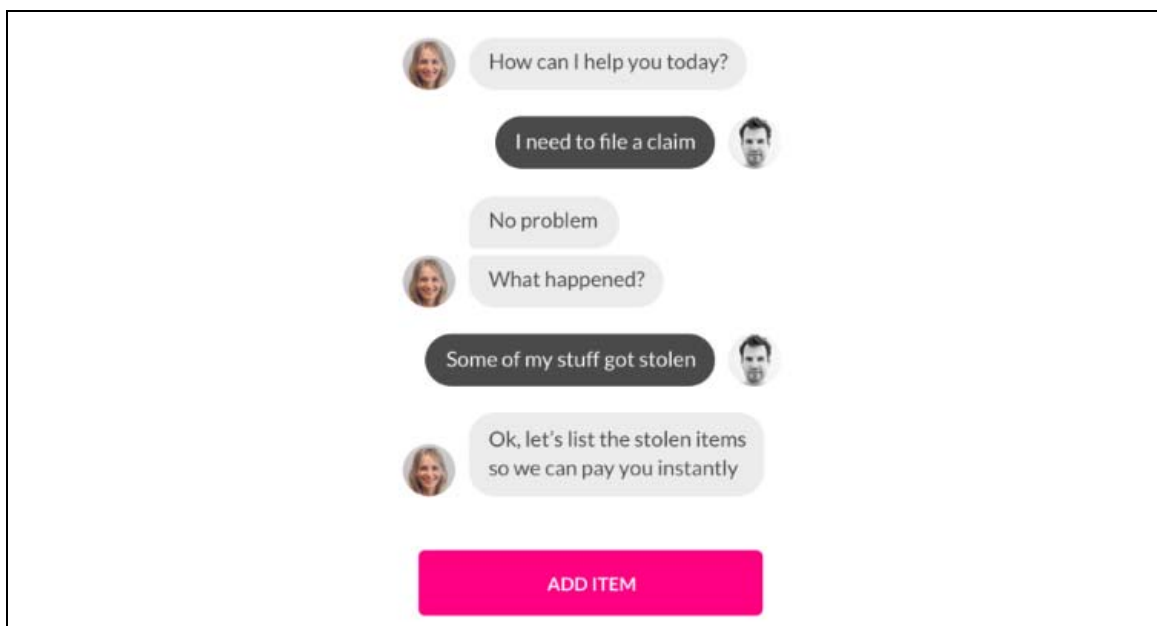 How can I help you today?
I need to file a claim
No problem
What happened?
Some of my stuff got stolen
Ok, let's list the stolen items
so we can pay you instantly
ADD ITEM